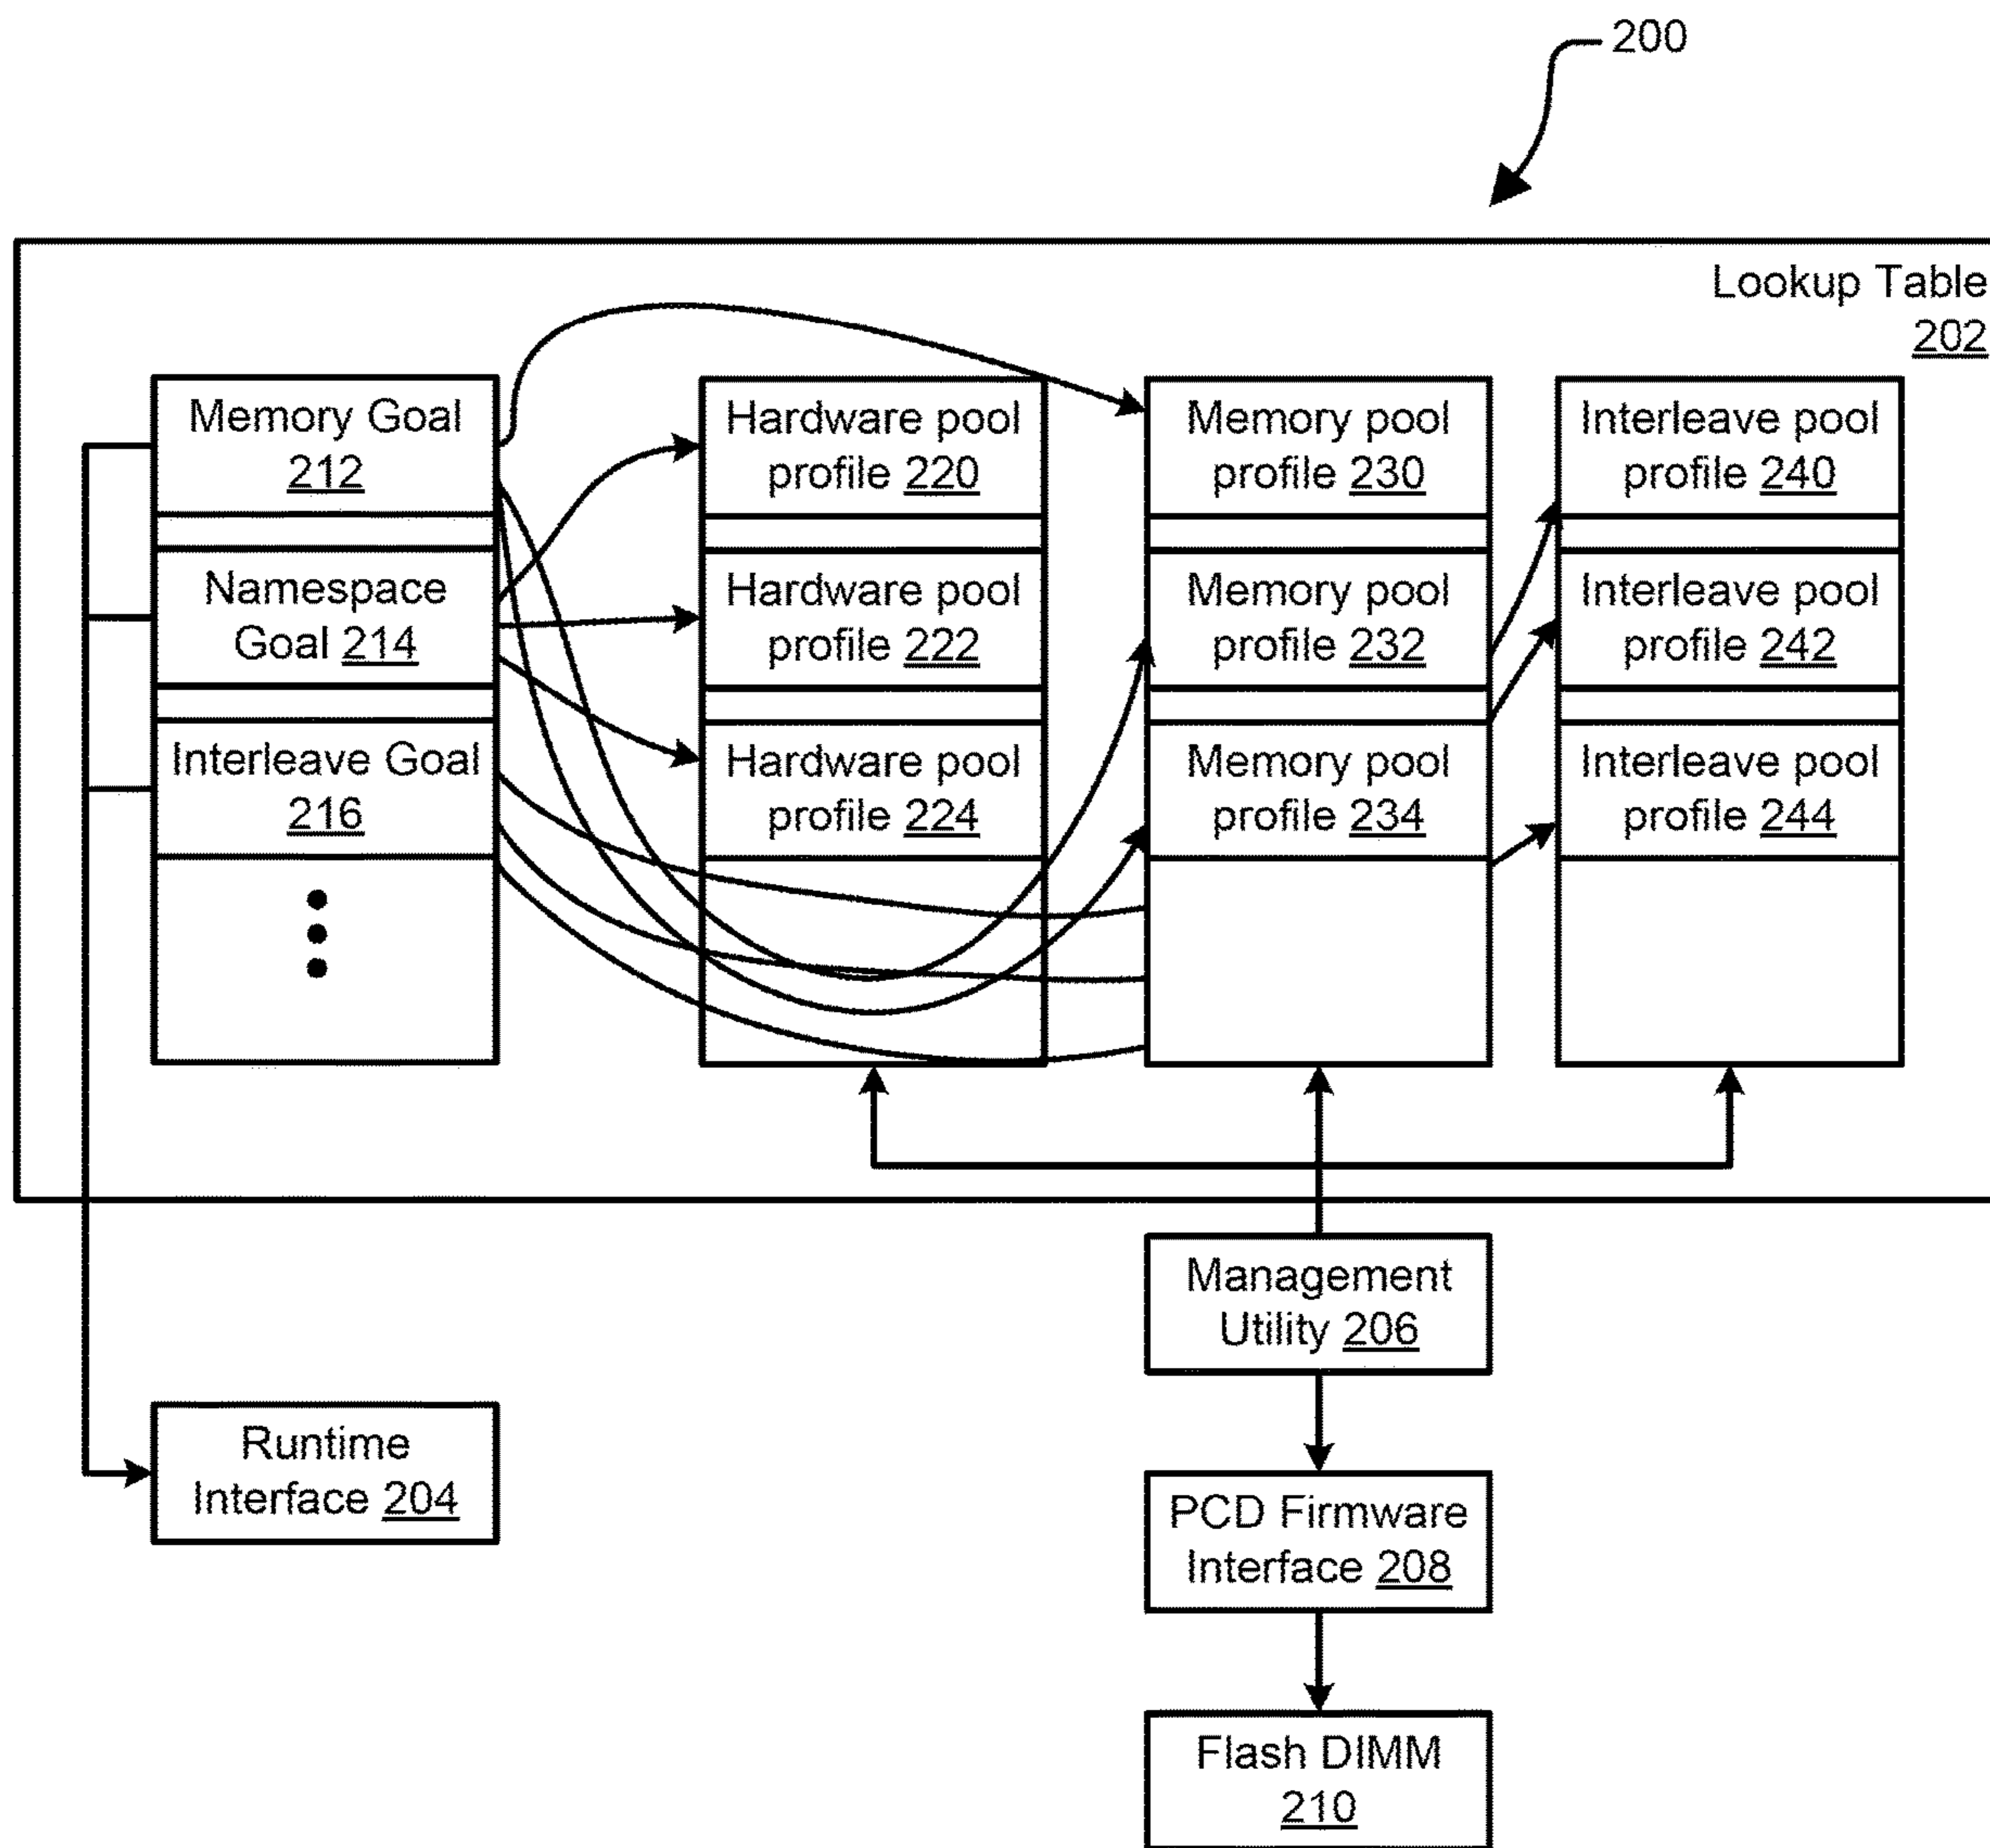 200
Lookup Table
202
Memory Goal
212
Namespace
Goal 214
Interleave Goal
216
Hardware pool
profile 220
Hardware pool
profile 222
Hardware pool
profile 224
Memory pool
profile 230
Memory pool
profile 232
Memory pool
profile 234
Interleave pool
profile 240
Interleave pool
profile 242
Interleave pool
profile 244
Management
Utility 206
Runtime
Interface 204
PCD Firmware
Interface 208
Flash DIMM
210